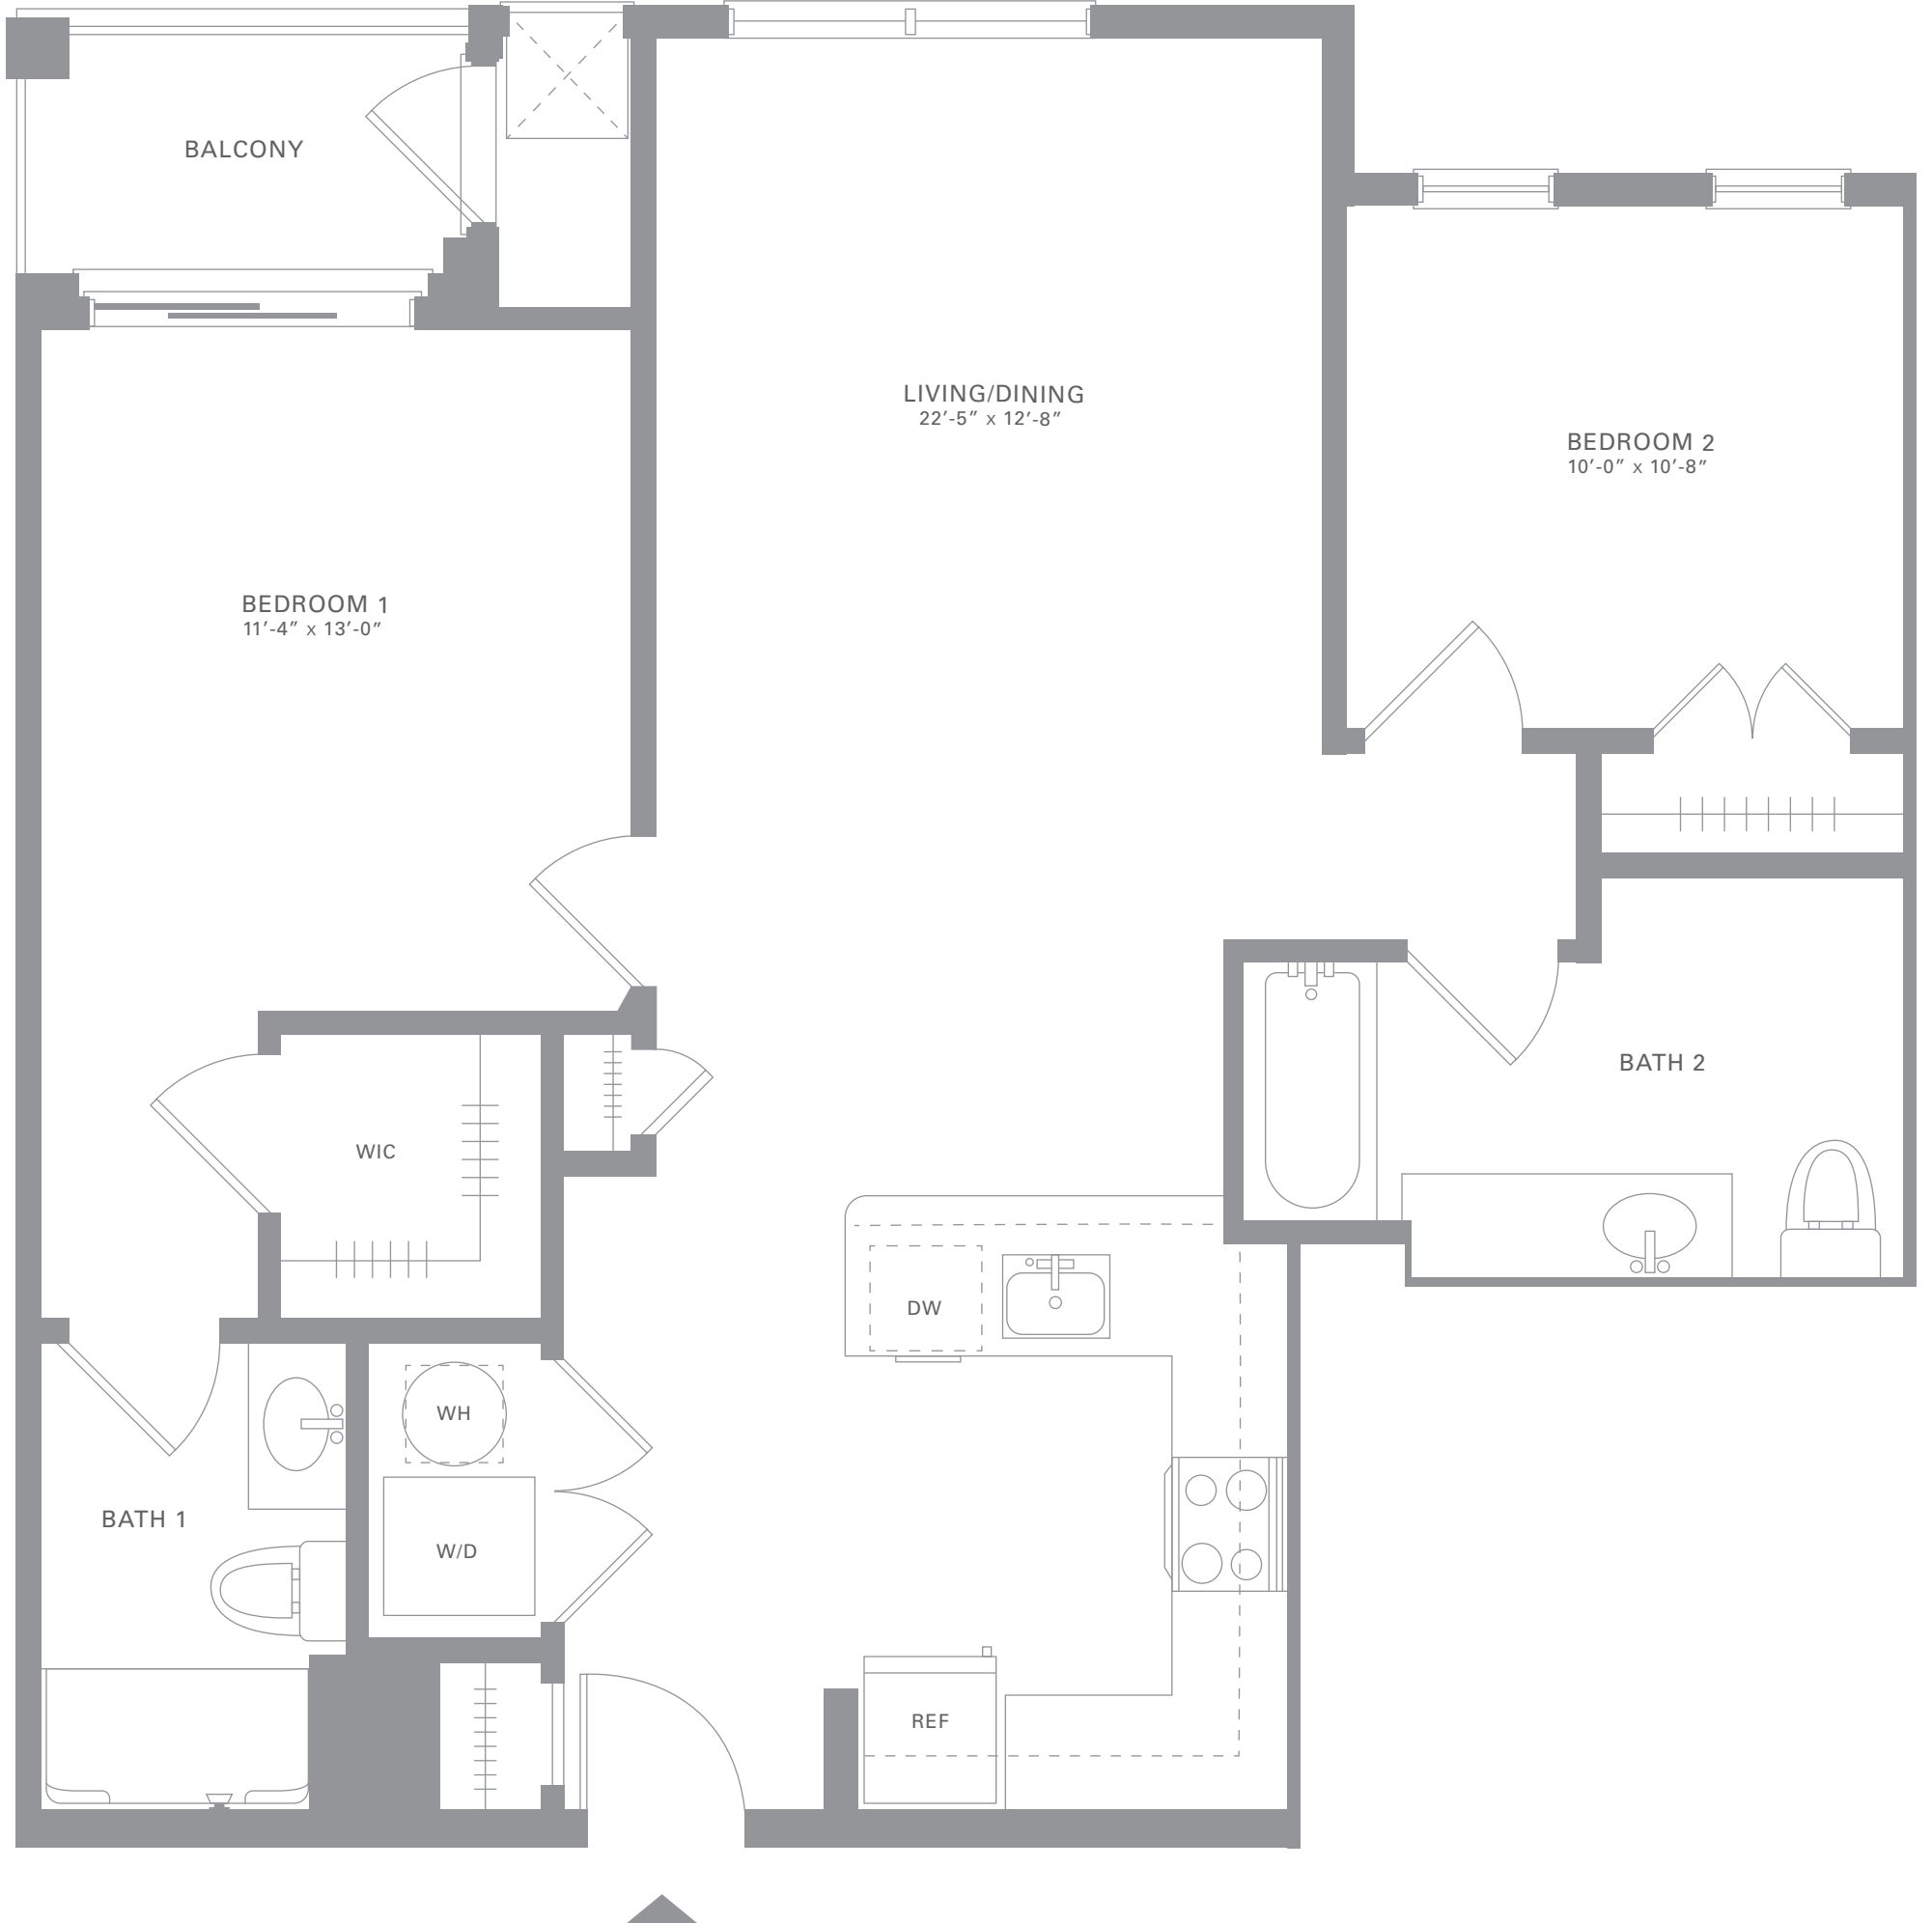 BALCONY
LIVING/DINING
22′-5″ x 12′-8″
BEDROOM 2
10′-0″ x 10′-8″
BEDROOM 1
11′-4″ x 13′-0″
BATH 2
WIC
DW
WH
BATH 1
W/D
REF